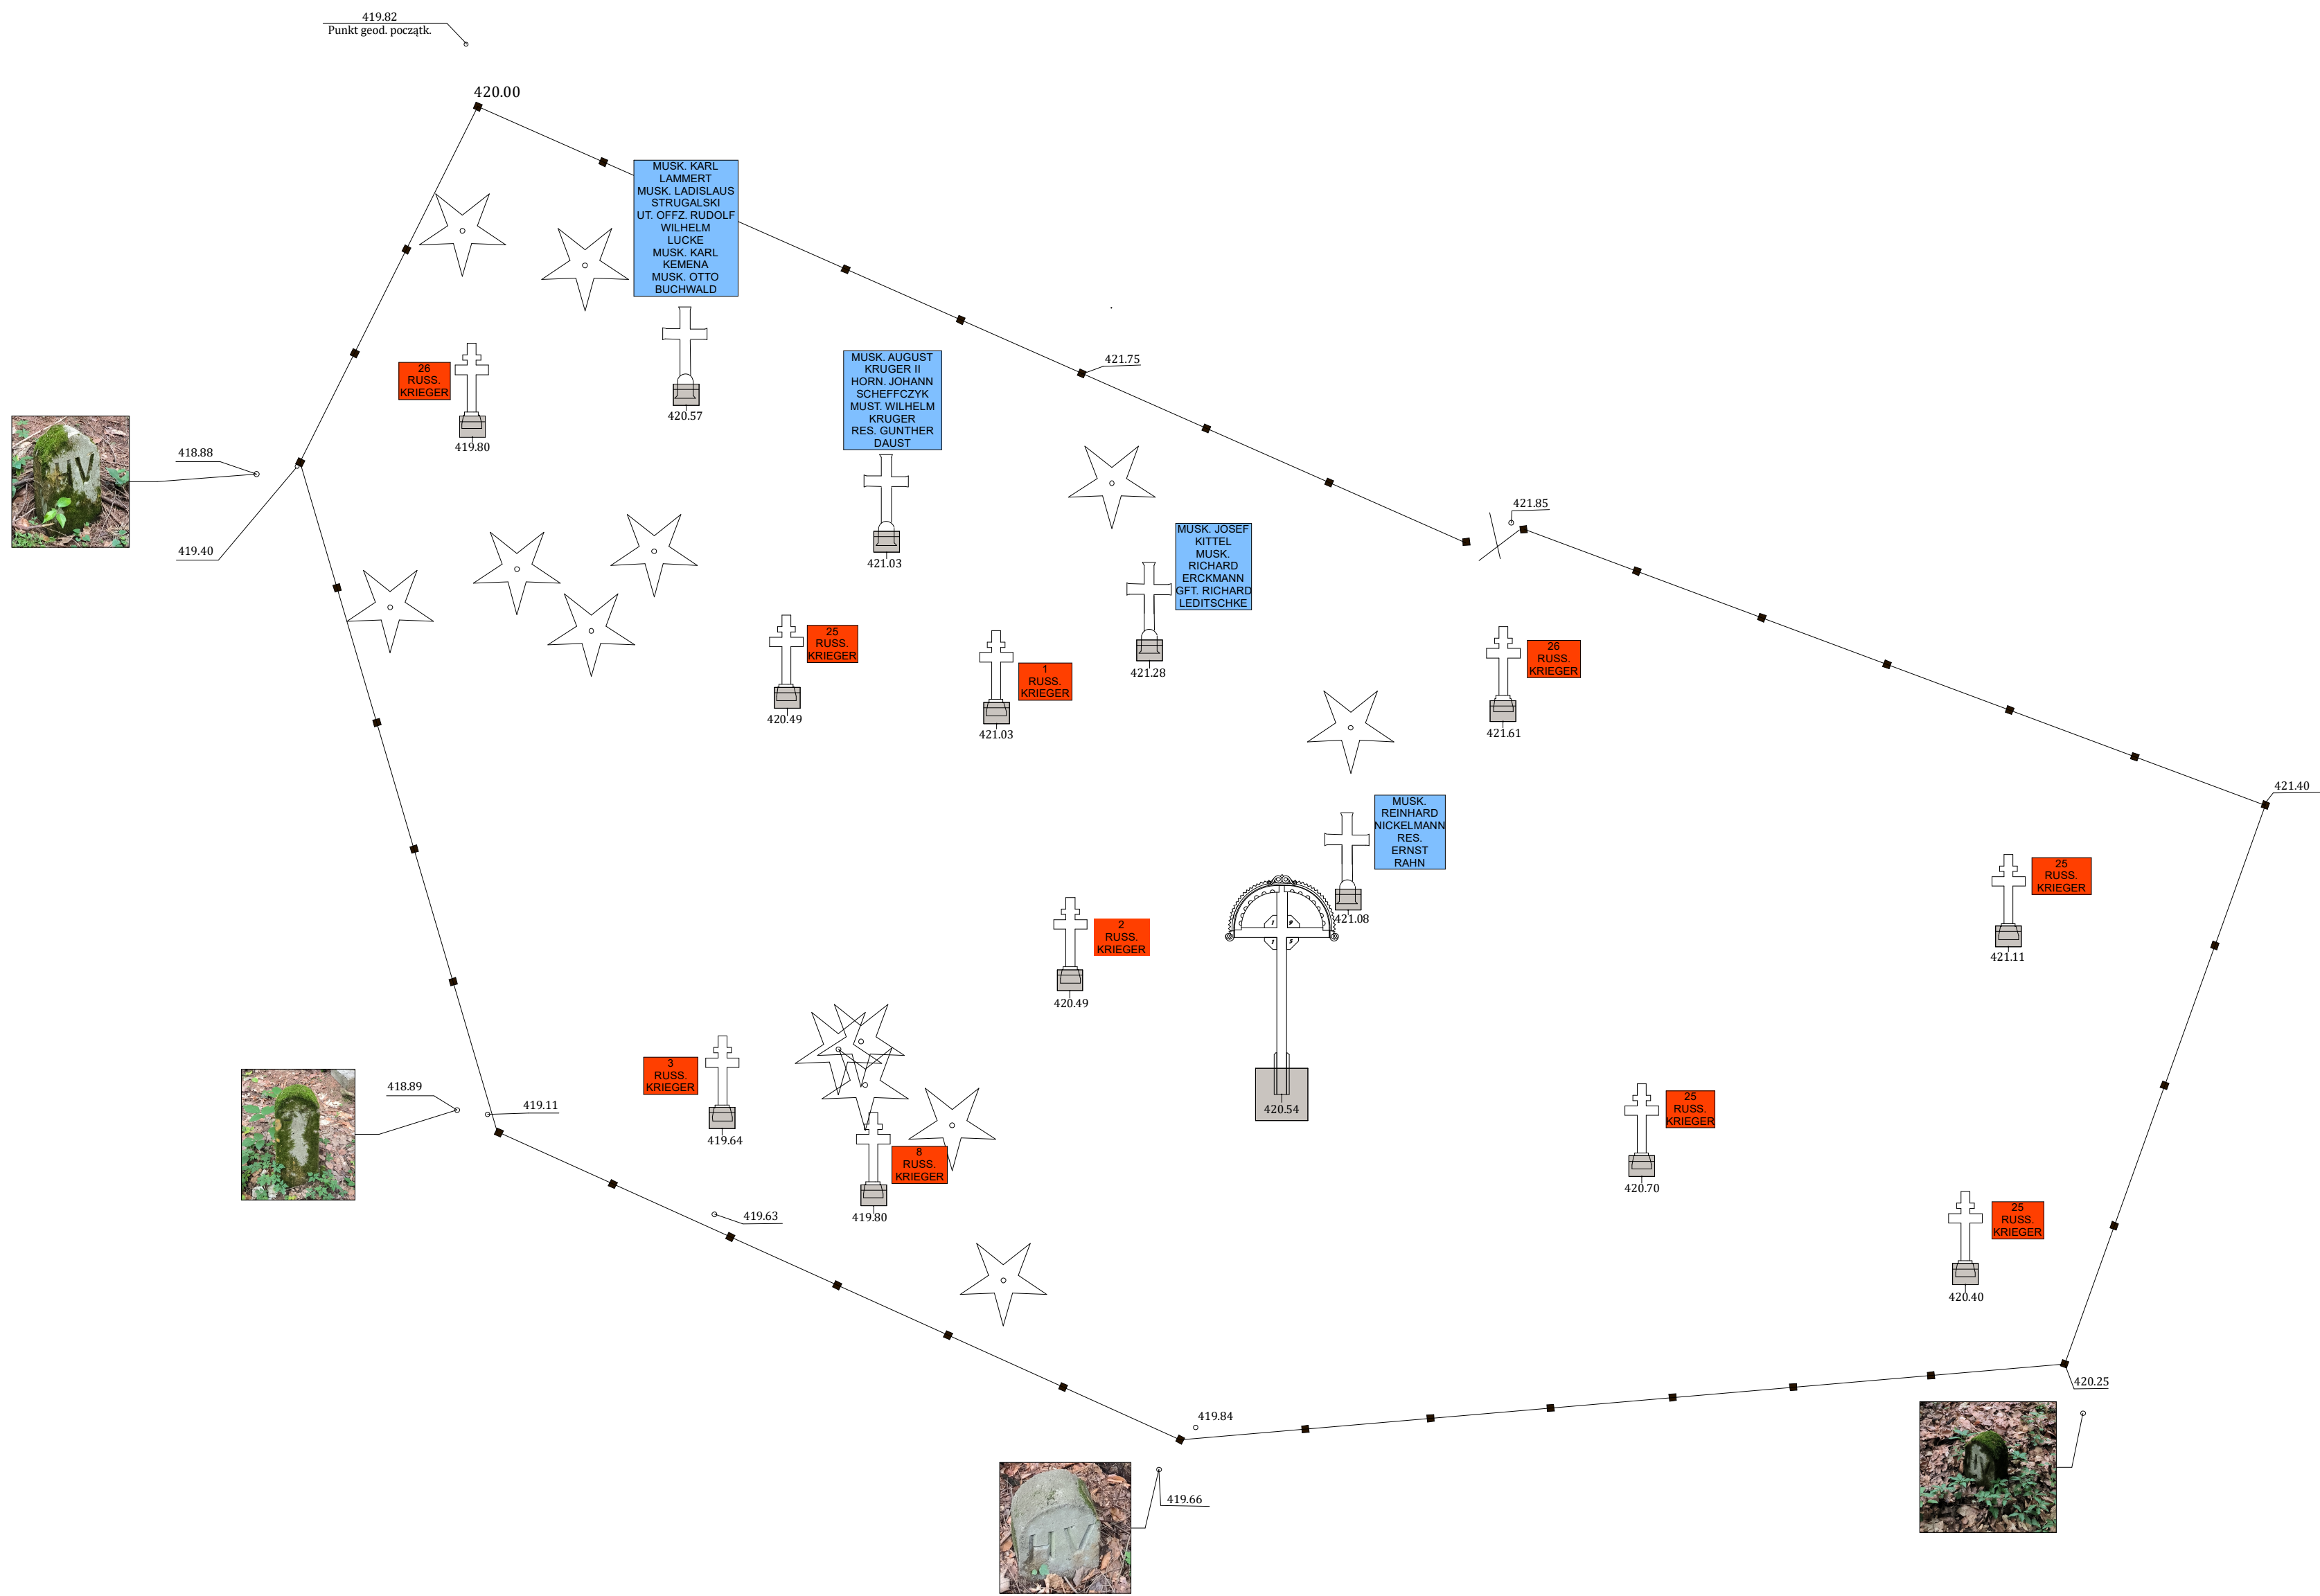 419.82
Punkt geod. początk.
420.00
MUSK. KARL
LAMMERT
MUSK. LADISLAUS
STRUGALSKI
UT. OFFZ. RUDOLF
WILHELM
LUCKE
MUSK. KARL
KEMENA
MUSK. OTTO
BUCHWALD
420.57
26
RUSS.
KRIEGER
419.80
MUSK. AUGUST
KRUGER II
HORN. JOHANN
SCHEFFCZYK
MUST. WILHELM
KRUGER
RES. GUNTHER
DAUST
421.03
421.75
418.88
HV
419.40
421.85
MUSK. JOSEF
KITTEL
MUSK.
RICHARD
ERCKMANN
GFT. RICHARD
LEDITSCHKE
421.28
25
RUSS.
KRIEGER
420.49
1
RUSS.
KRIEGER
421.03
26
RUSS.
KRIEGER
421.61
421.40
MUSK.
REINHARD
NICKELMANN
RES.
ERNST
RAHN
421.08
25
RUSS.
KRIEGER
421.11
2
RUSS.
KRIEGER
420.49
1 9
1 5
420.54
3
RUSS.
KRIEGER
419.64
418.89
419.11
8
RUSS.
KRIEGER
419.80
419.63
25
RUSS.
KRIEGER
420.70
25
RUSS.
KRIEGER
420.40
420.25
419.84
419.66
HV